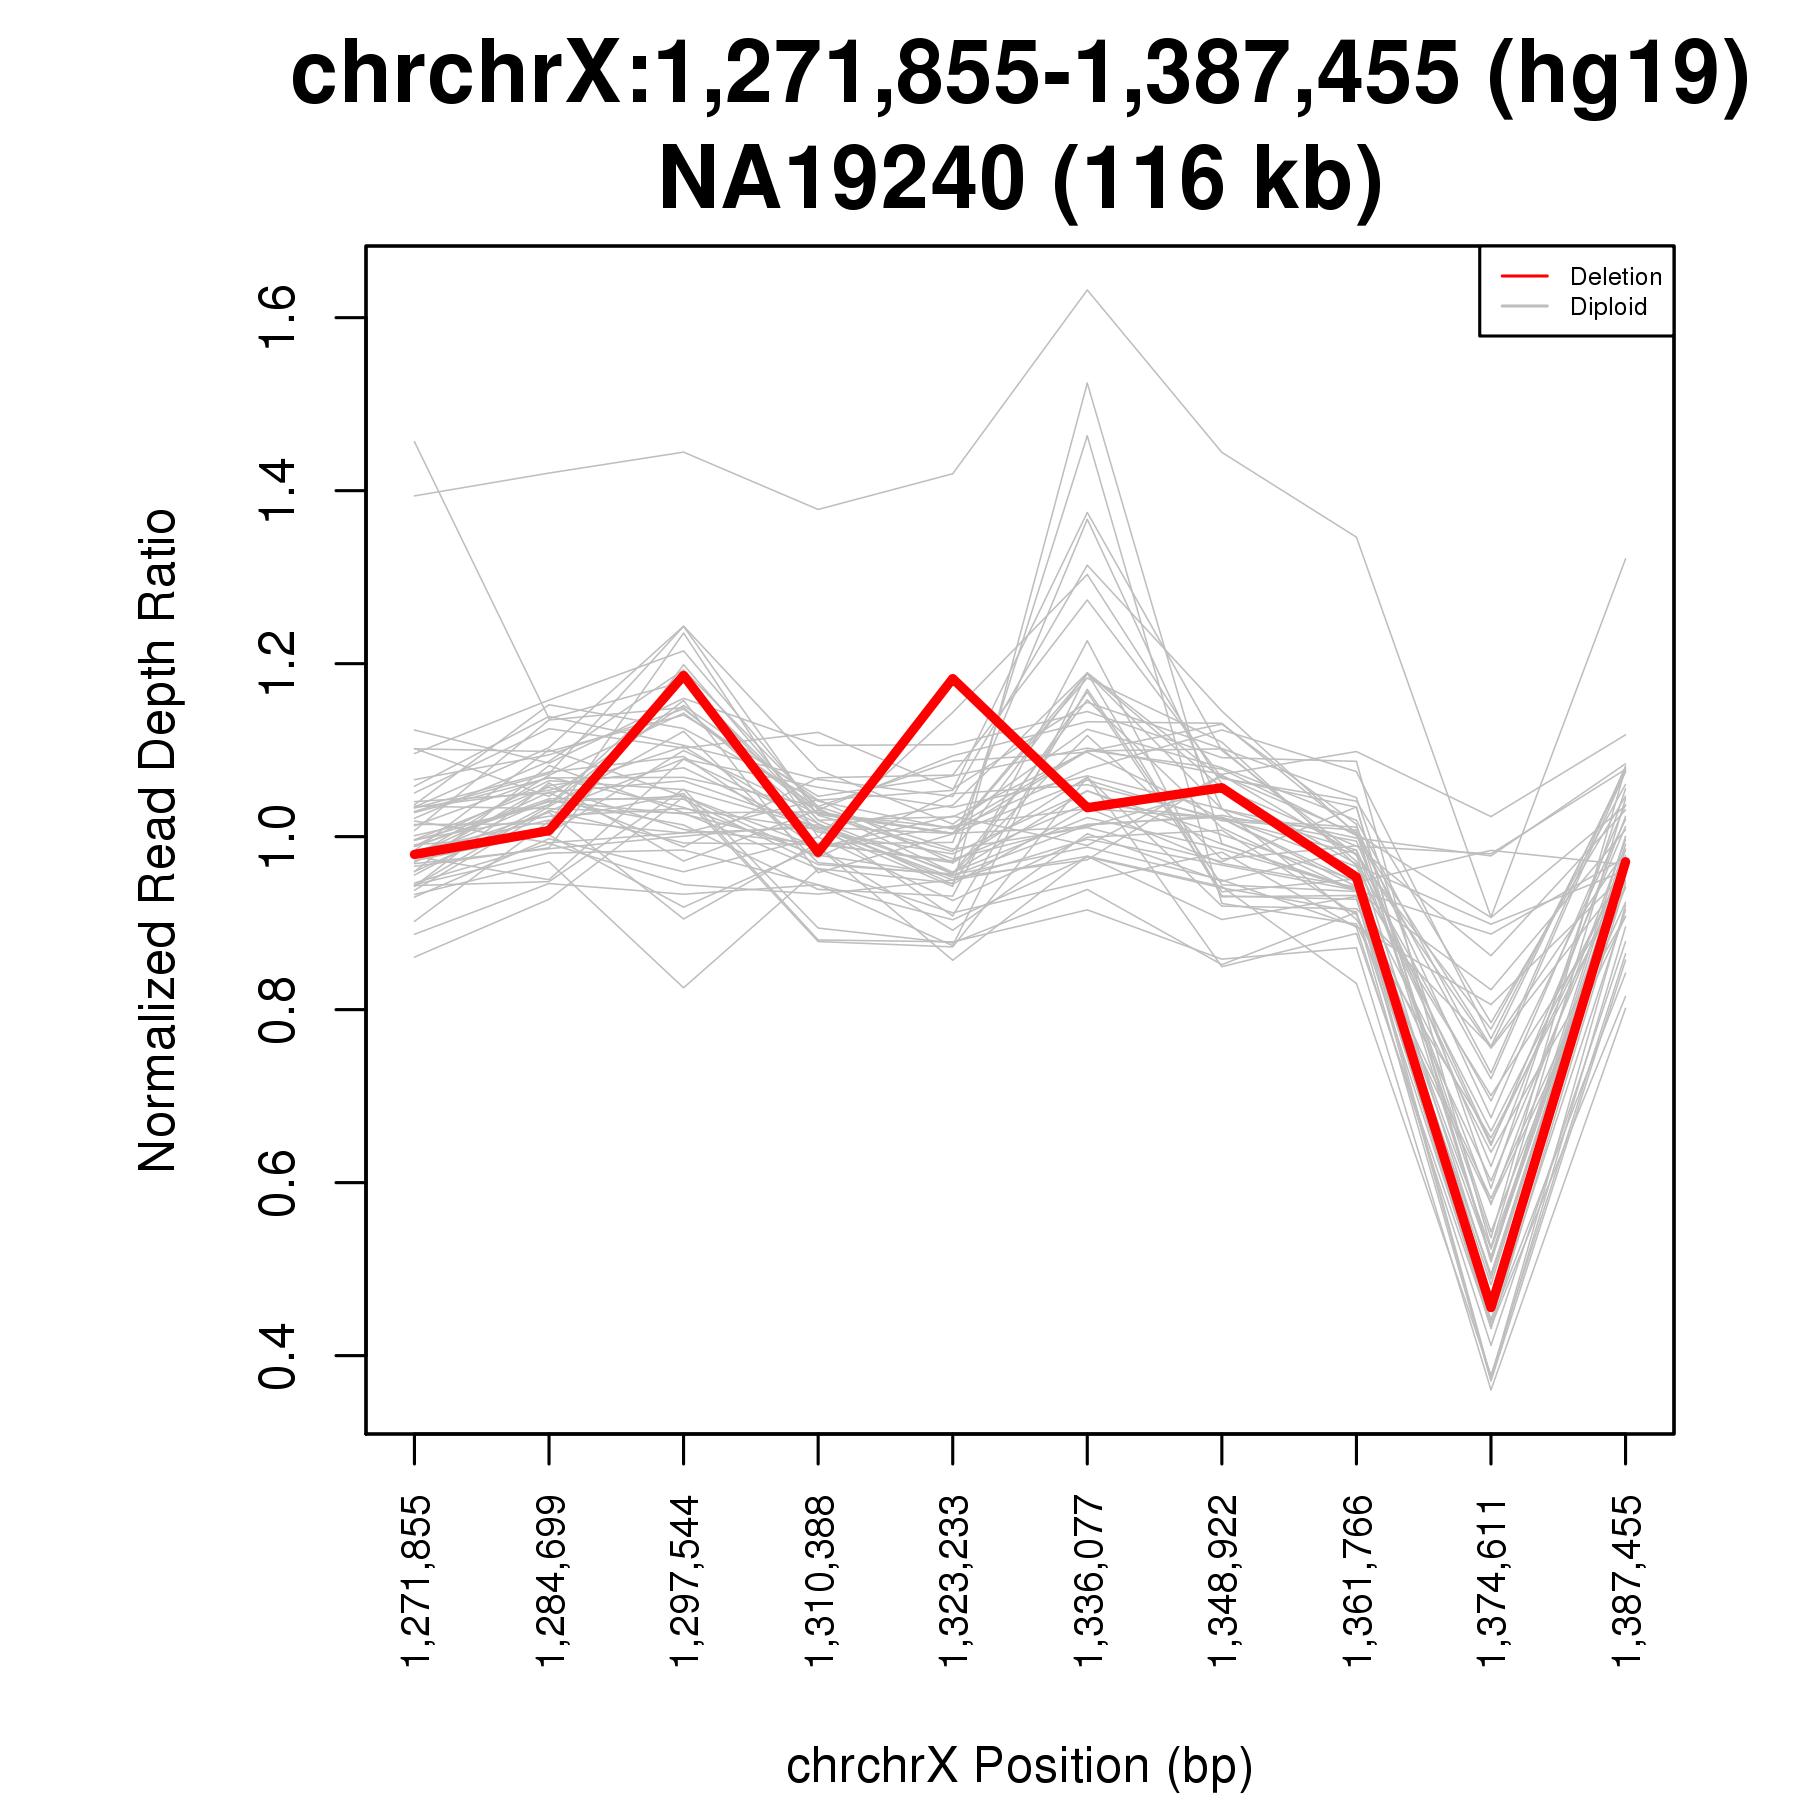 chrchrX:1,271,855-1,387,455 (hg19)
NA19240 (116 kb)
Deletion
Diploid
Normalized Read Depth Ratio
1.6
1.4
1.2
1.0
0.8
0.6
0.4
1,271,855
1,284,699
1,297,544
1,310,388
1,323,233
1,336,077
1,348,922
1,361,766
1,374,611
1,387,455
chrchrX Position (bp)